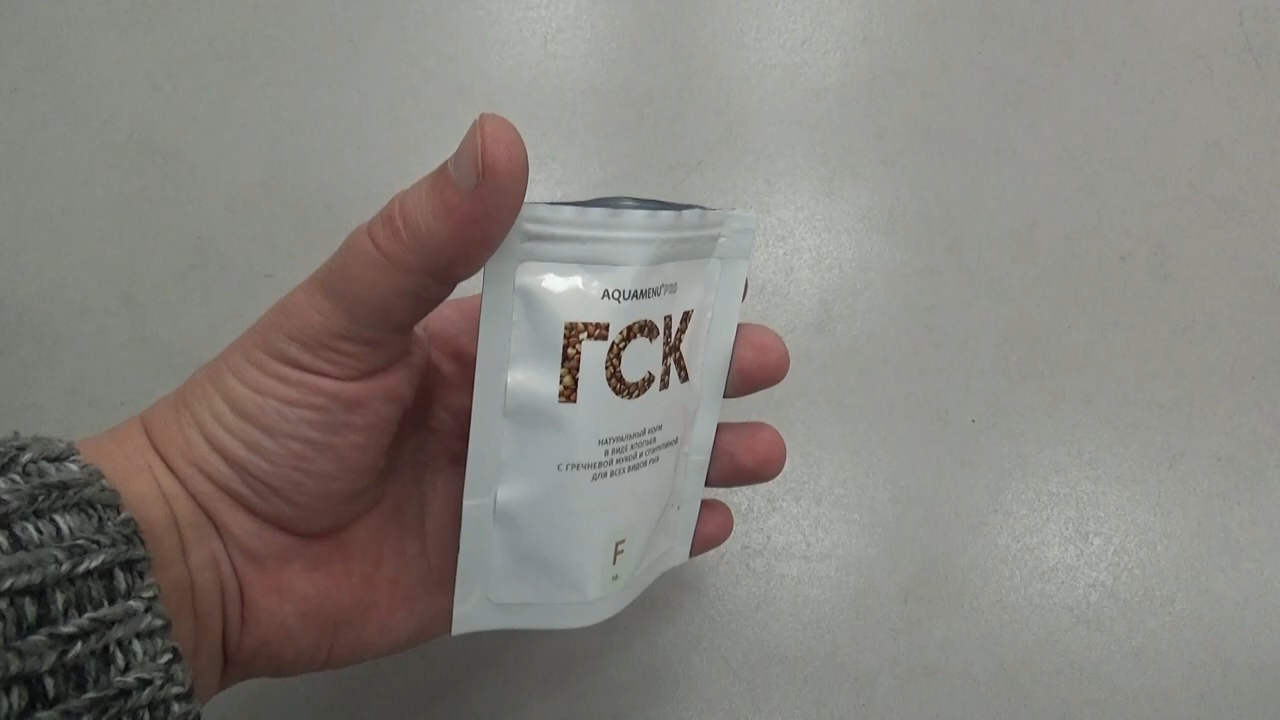 AQUAMENU®PRO
ГСК
НАТУРАЛЬНЫЙ КОРМ
В ВИДЕ ХЛОПЬЕВ
С ГРЕЧНЕВОЙ МУКОЙ И СПИРУЛИНОЙ
ДЛЯ ВСЕХ ВИДОВ РЫБ
F